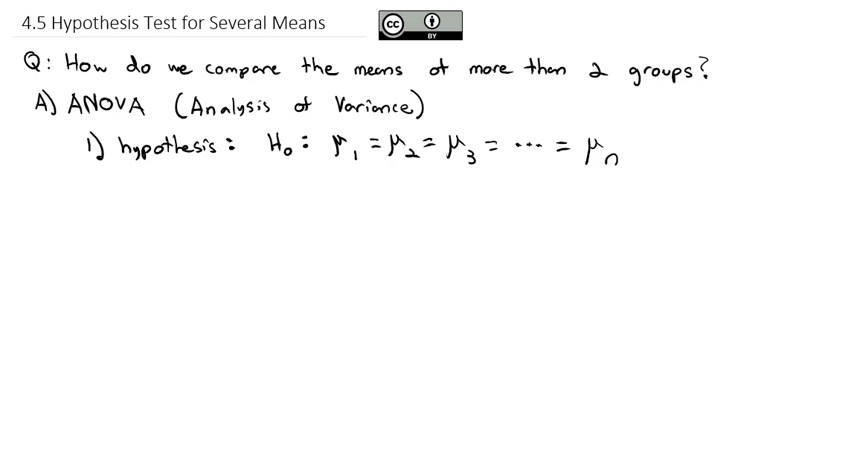 4.5 Hypothesis Test for Several Means
cc BY
Q: How do we compare the means of more than 2 groups?
A) ANOVA (Analysis of Variance)
1) hypothesis: H₀: μ₁ = μ₂ = μ₃ = ... = μₙ